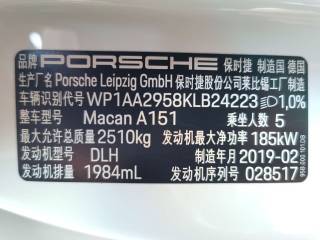 品牌 PORSCHE 保时捷 制造国 德国
生产厂名 Porsche Leipzig GmbH 保时捷股份公司莱比锡工厂制造
车辆识别代号 WP1AA2958KLB24223 1,0%
整车型号 Macan A151 乘坐人数 5
最大允许总质量 2510kg 发动机最大净功率 185kW
发动机型号 DLH 制造年月 2019-02
发动机排量 1984mL 发动机序列号 028517